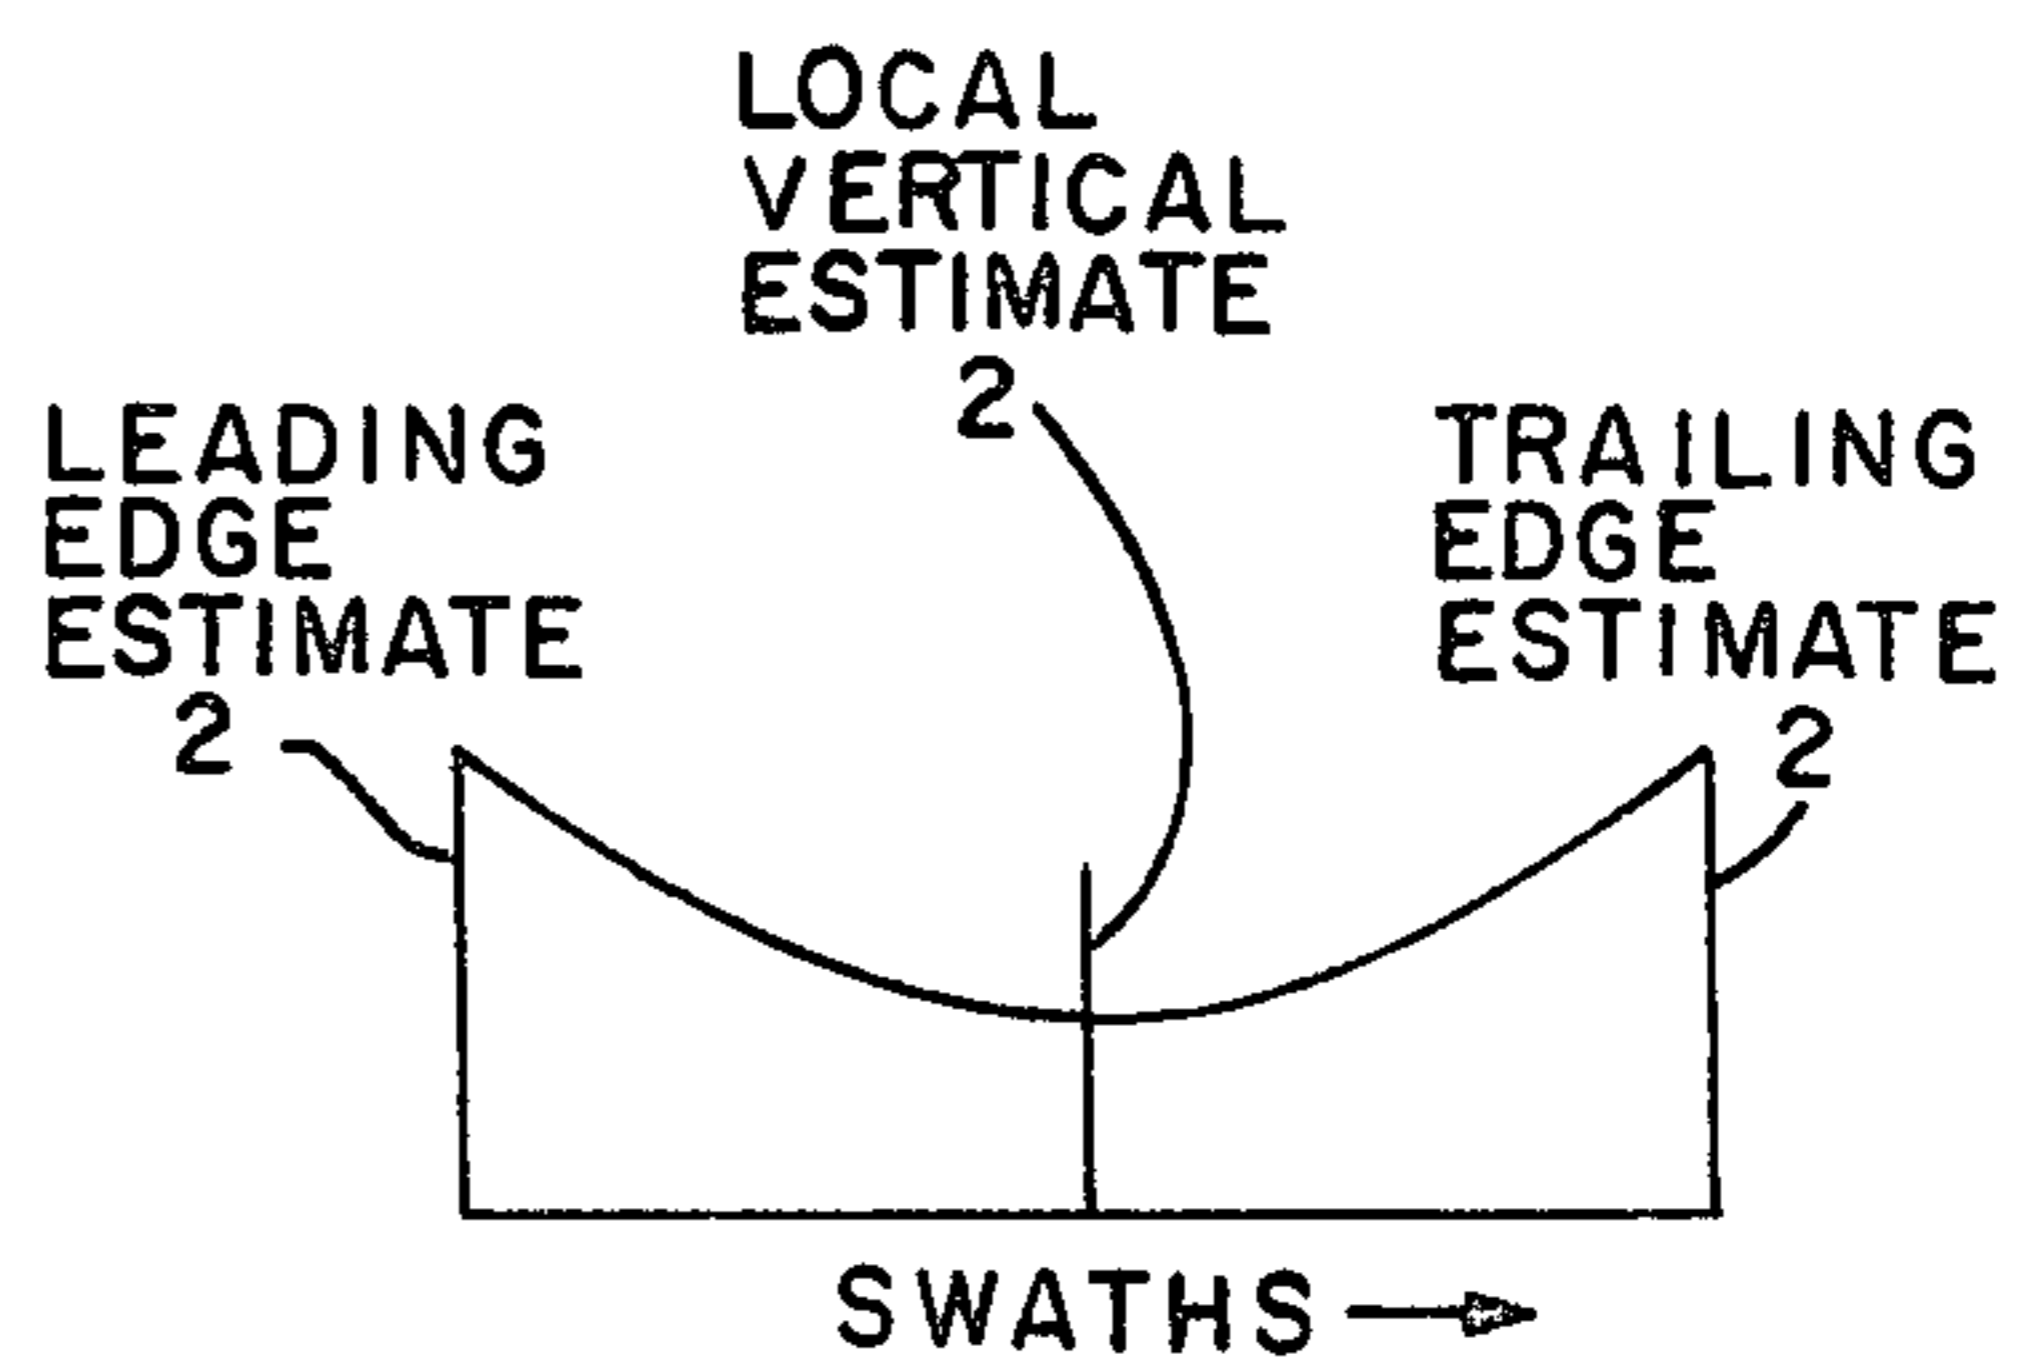 LOCAL
VERTICAL
ESTIMATE
2
LEADING
EDGE
ESTIMATE
2
TRAILING
EDGE
ESTIMATE
2
SWATHS